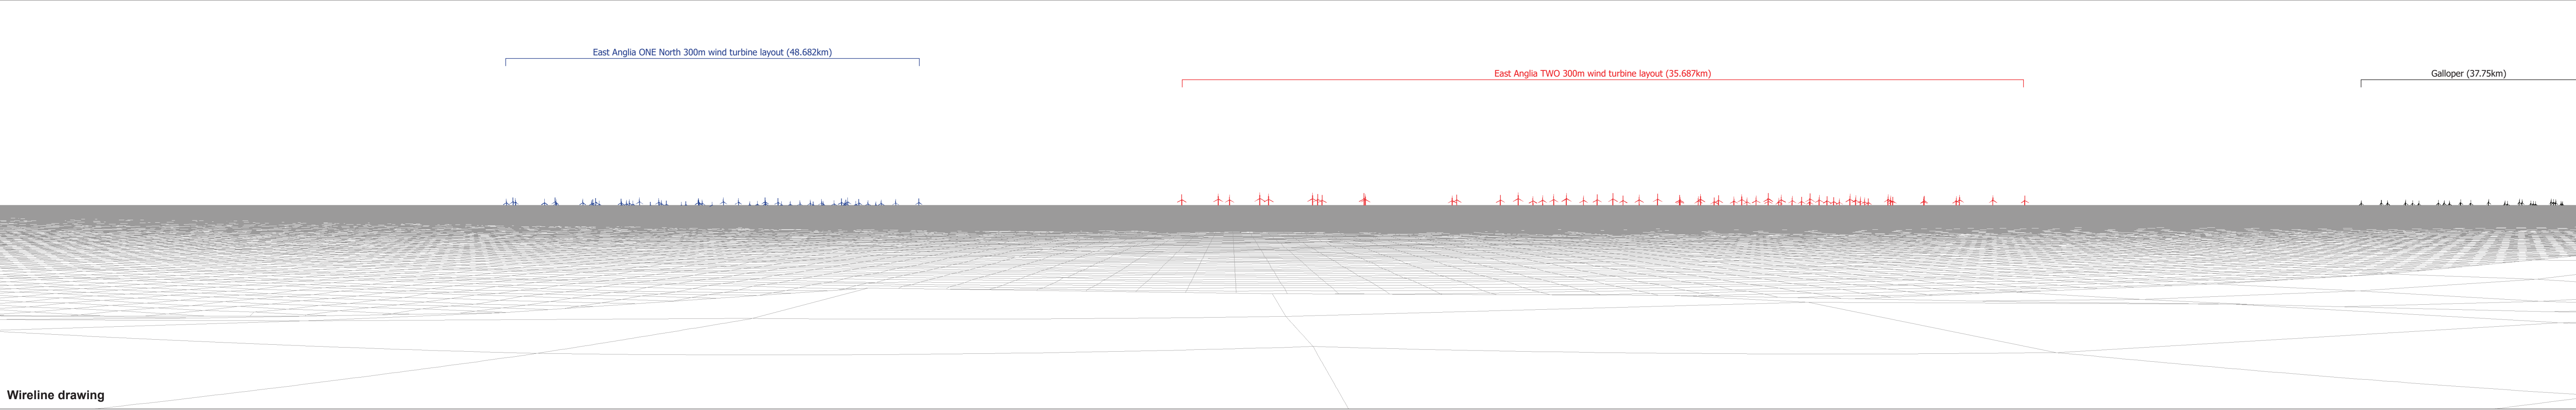 East Anglia ONE North 300m wind turbine layout (48.682km)
East Anglia TWO 300m wind turbine layout (35.687km)
Galloper (37.75km)
Wireline drawing